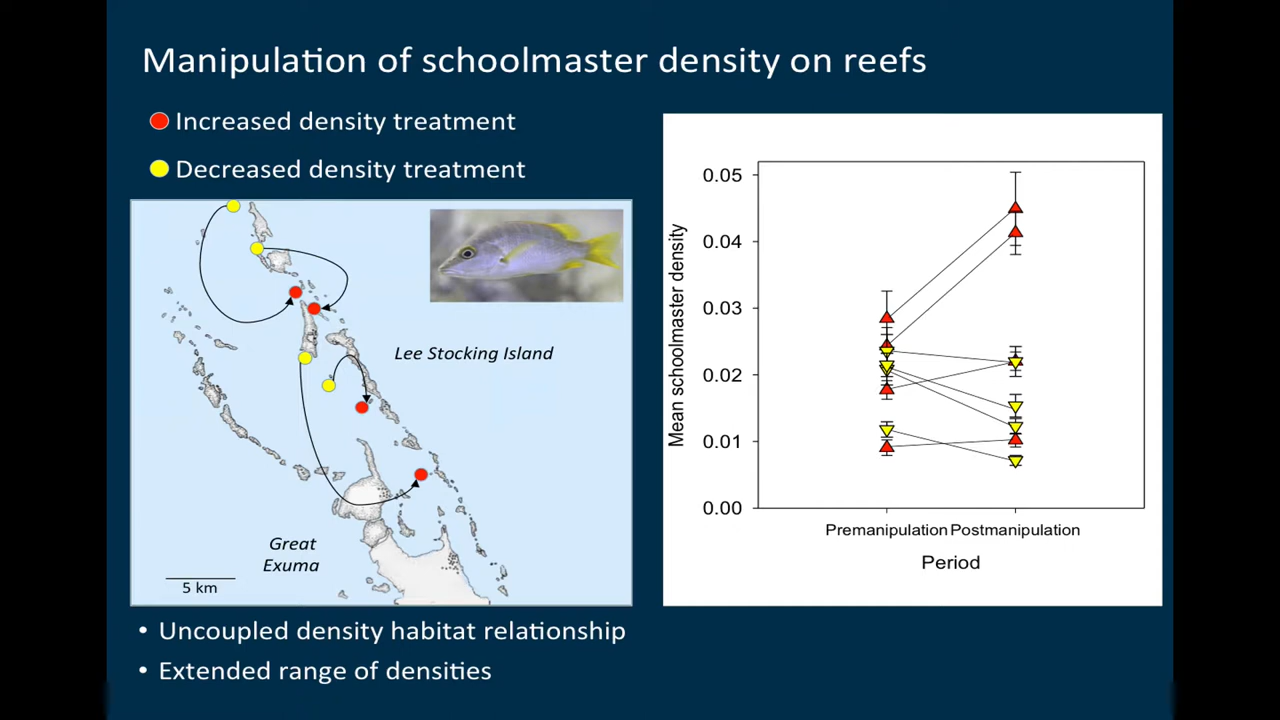 Manipulation of schoolmaster density on reefs
Increased density treatment
Decreased density treatment
Lee Stocking Island
Great
Exuma
5 km
Mean schoolmaster density
0.05
0.04
0.03
0.02
0.01
0.00
Premanipulation Postmanipulation
Period
• Uncoupled density habitat relationship
• Extended range of densities